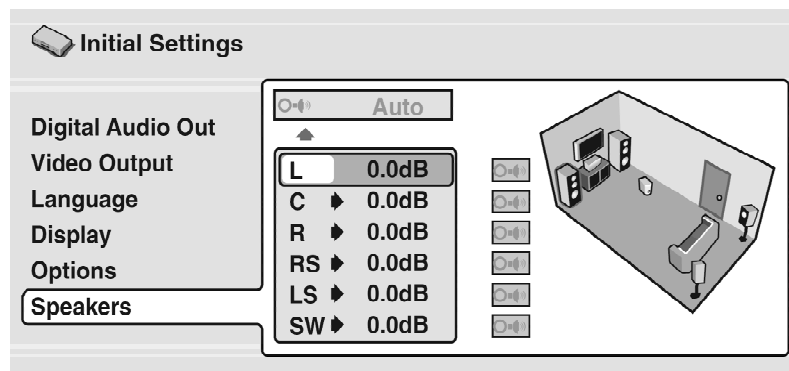 Initial Settings
Auto
Digital Audio Out
Video Output
Language
Display
Options
Speakers
L 0.0dB
C 0.0dB
R 0.0dB
RS 0.0dB
LS 0.0dB
SW 0.0dB